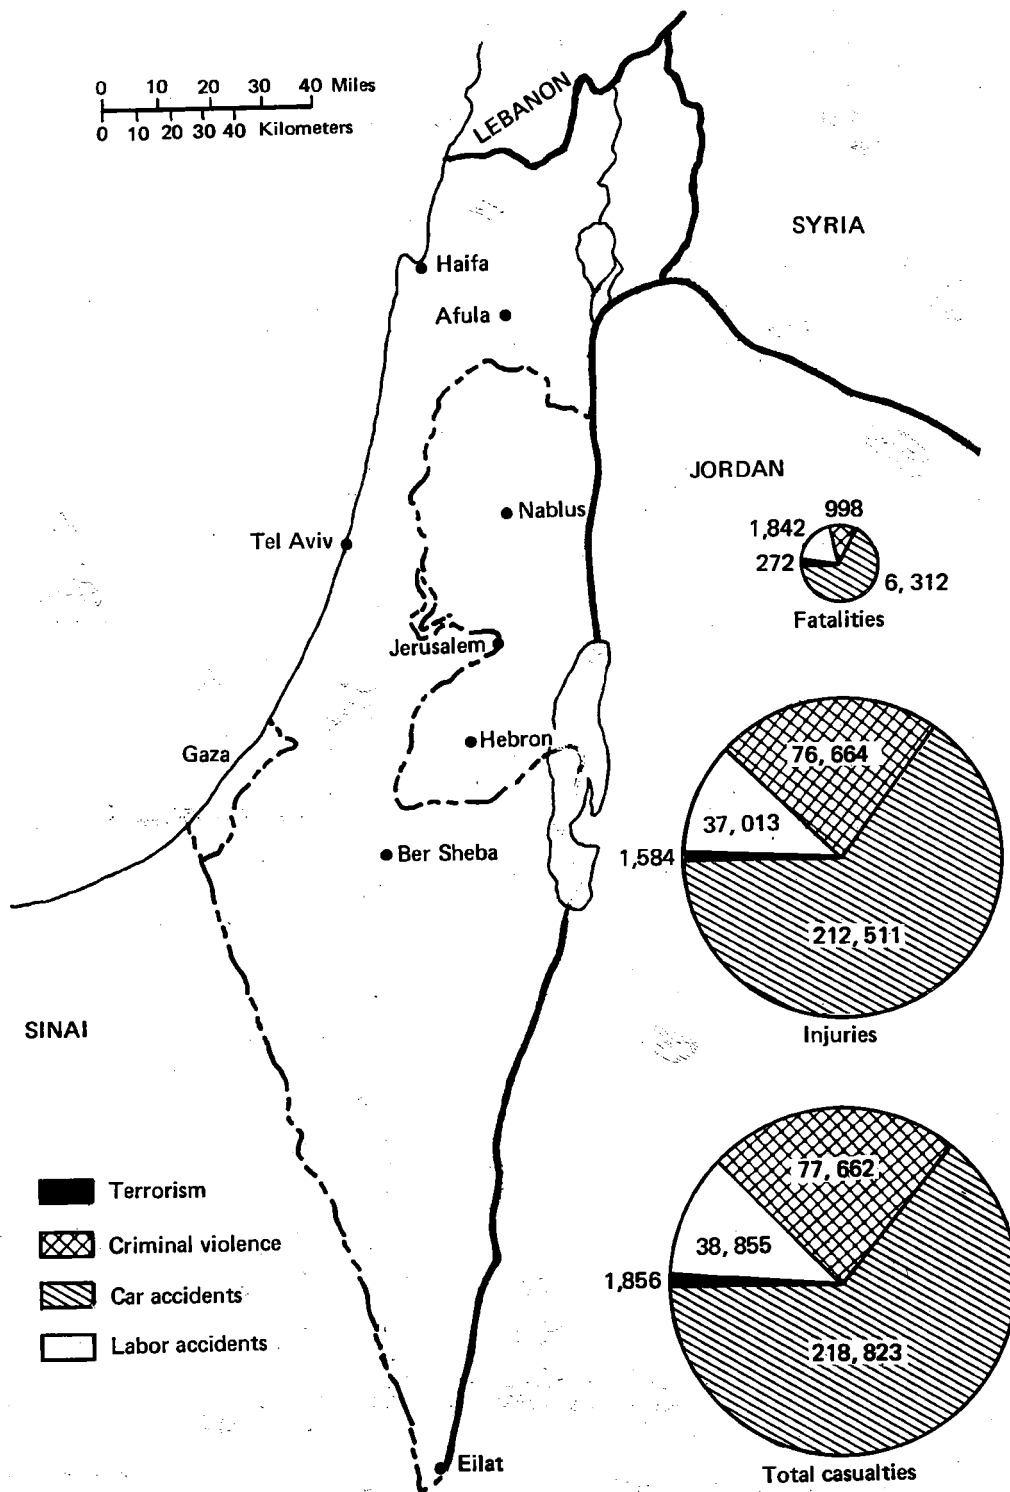 0 10 20 30 40 Miles
0 10 20 30 40 Kilometers
LEBANON
SYRIA
Haifa
Afula
JORDAN
Nablus
Tel Aviv
998
1,842
272
6,312
Fatalities
Jerusalem
Gaza
Hebron
76,664
37,013
1,584
Ber Sheba
212,511
SINAI
Injuries
Terrorism
Criminal violence
Car accidents
Labor accidents
77,662
38,855
1,856
218,823
Eilat
Total casualties